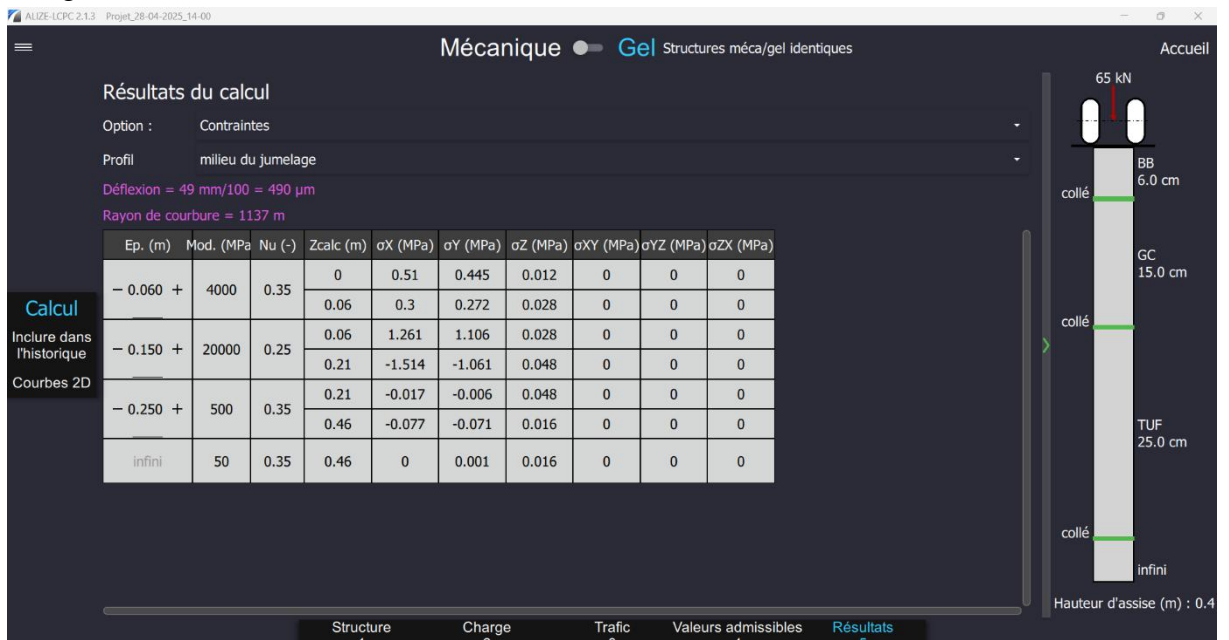 ALIZE-LCPC 2.1.3 Projet_28-04-2025_14-00
Mécanique Gel Structures méca/gel identiques Accueil
Résultats du calcul
Option : Contraintes
Profil milieu du jumelage
Déflexion = 49 mm/100 = 490 µm
Rayon de courbure = 1137 m
Ep. (m) Mod. (MPa Nu (-) Zcalc (m) σX (MPa) σY (MPa) σZ (MPa) σXY (MPa) σYZ (MPa) σZX (MPa)
− 0.060 + 4000 0.35 0 0.51 0.445 0.012 0 0 0
0.06 0.3 0.272 0.028 0 0 0
− 0.150 + 20000 0.25 0.06 1.261 1.106 0.028 0 0 0
0.21 -1.514 -1.061 0.048 0 0 0
− 0.250 + 500 0.35 0.21 -0.017 -0.006 0.048 0 0 0
0.46 -0.077 -0.071 0.016 0 0 0
infini 50 0.35 0.46 0 0.001 0.016 0 0 0
Calcul
Inclure dans
l'historique
Courbes 2D
65 kN
BB
6.0 cm
collé
GC
15.0 cm
collé
TUF
25.0 cm
collé
infini
Hauteur d'assise (m) : 0.4
Structure Charge Trafic Valeurs admissibles Résultats